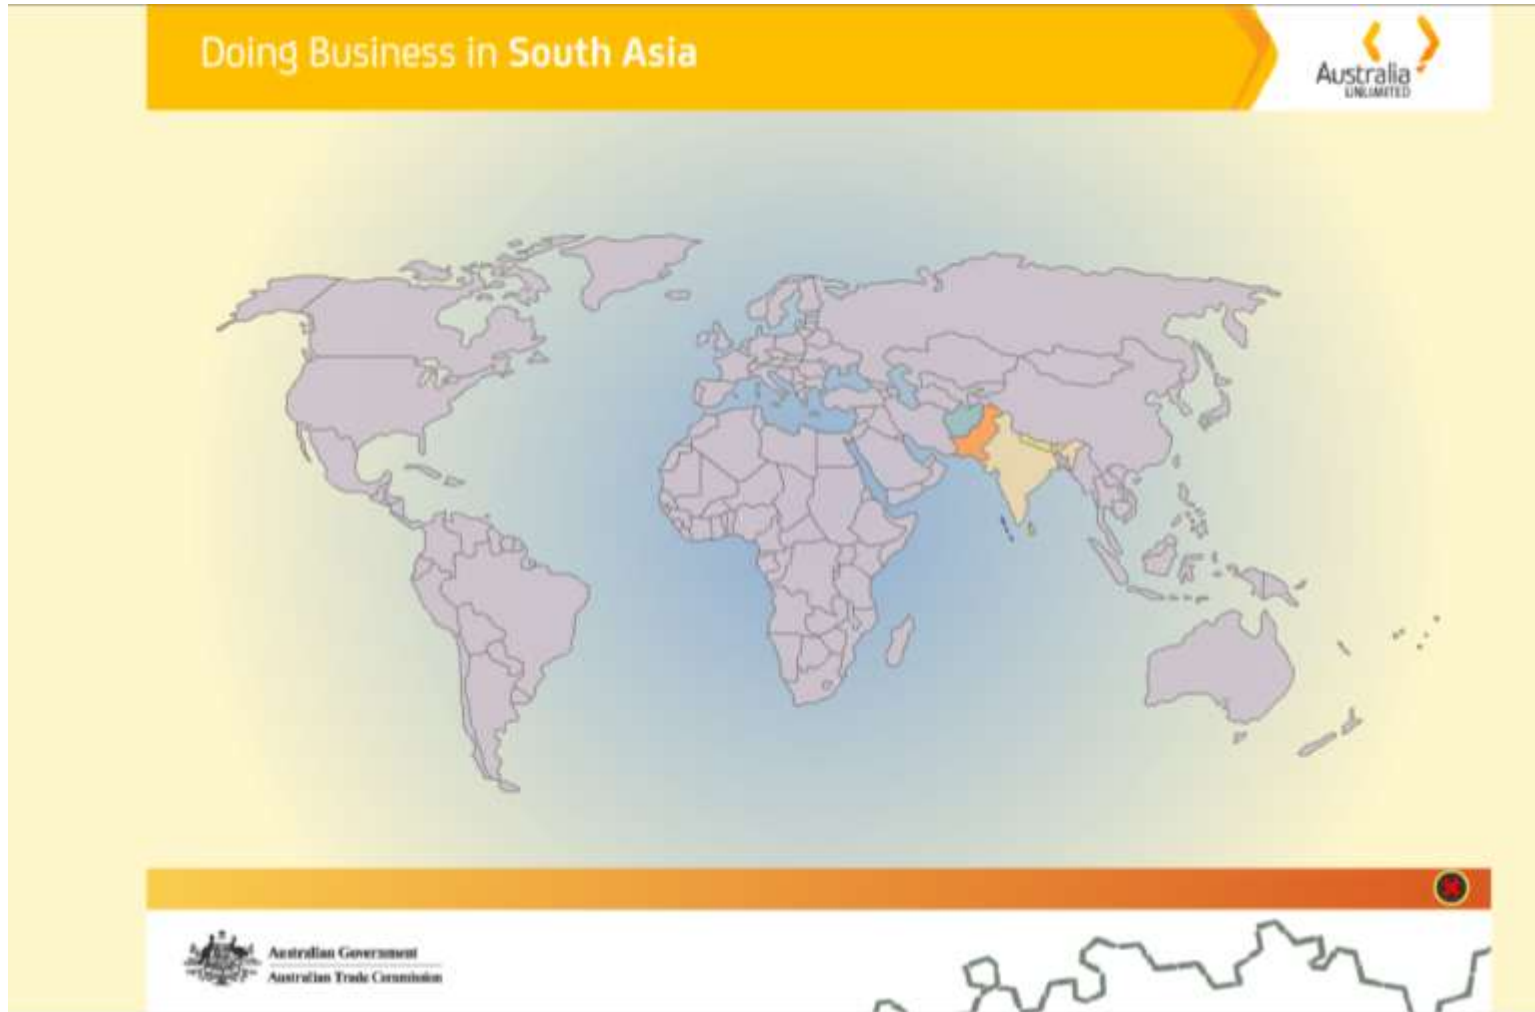 Doing Business in South Asia
Australia
UNLIMITED
Australian Government
Australian Trade Commission